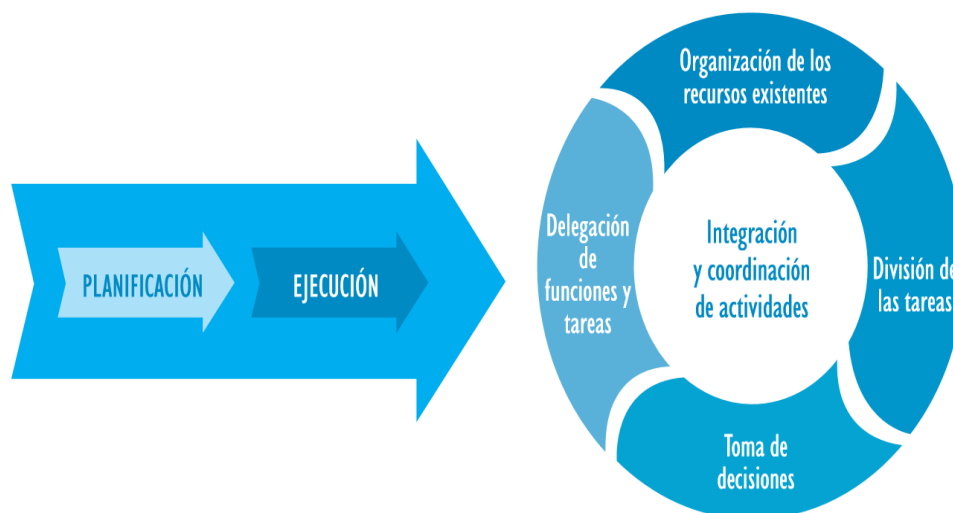 PLANIFICACIÓN
EJECUCIÓN
Organización de los
recursos existentes
Delegación
de
funciones y
tareas
Integración
y coordinación
de actividades
División de
las tareas
Toma de
decisiones